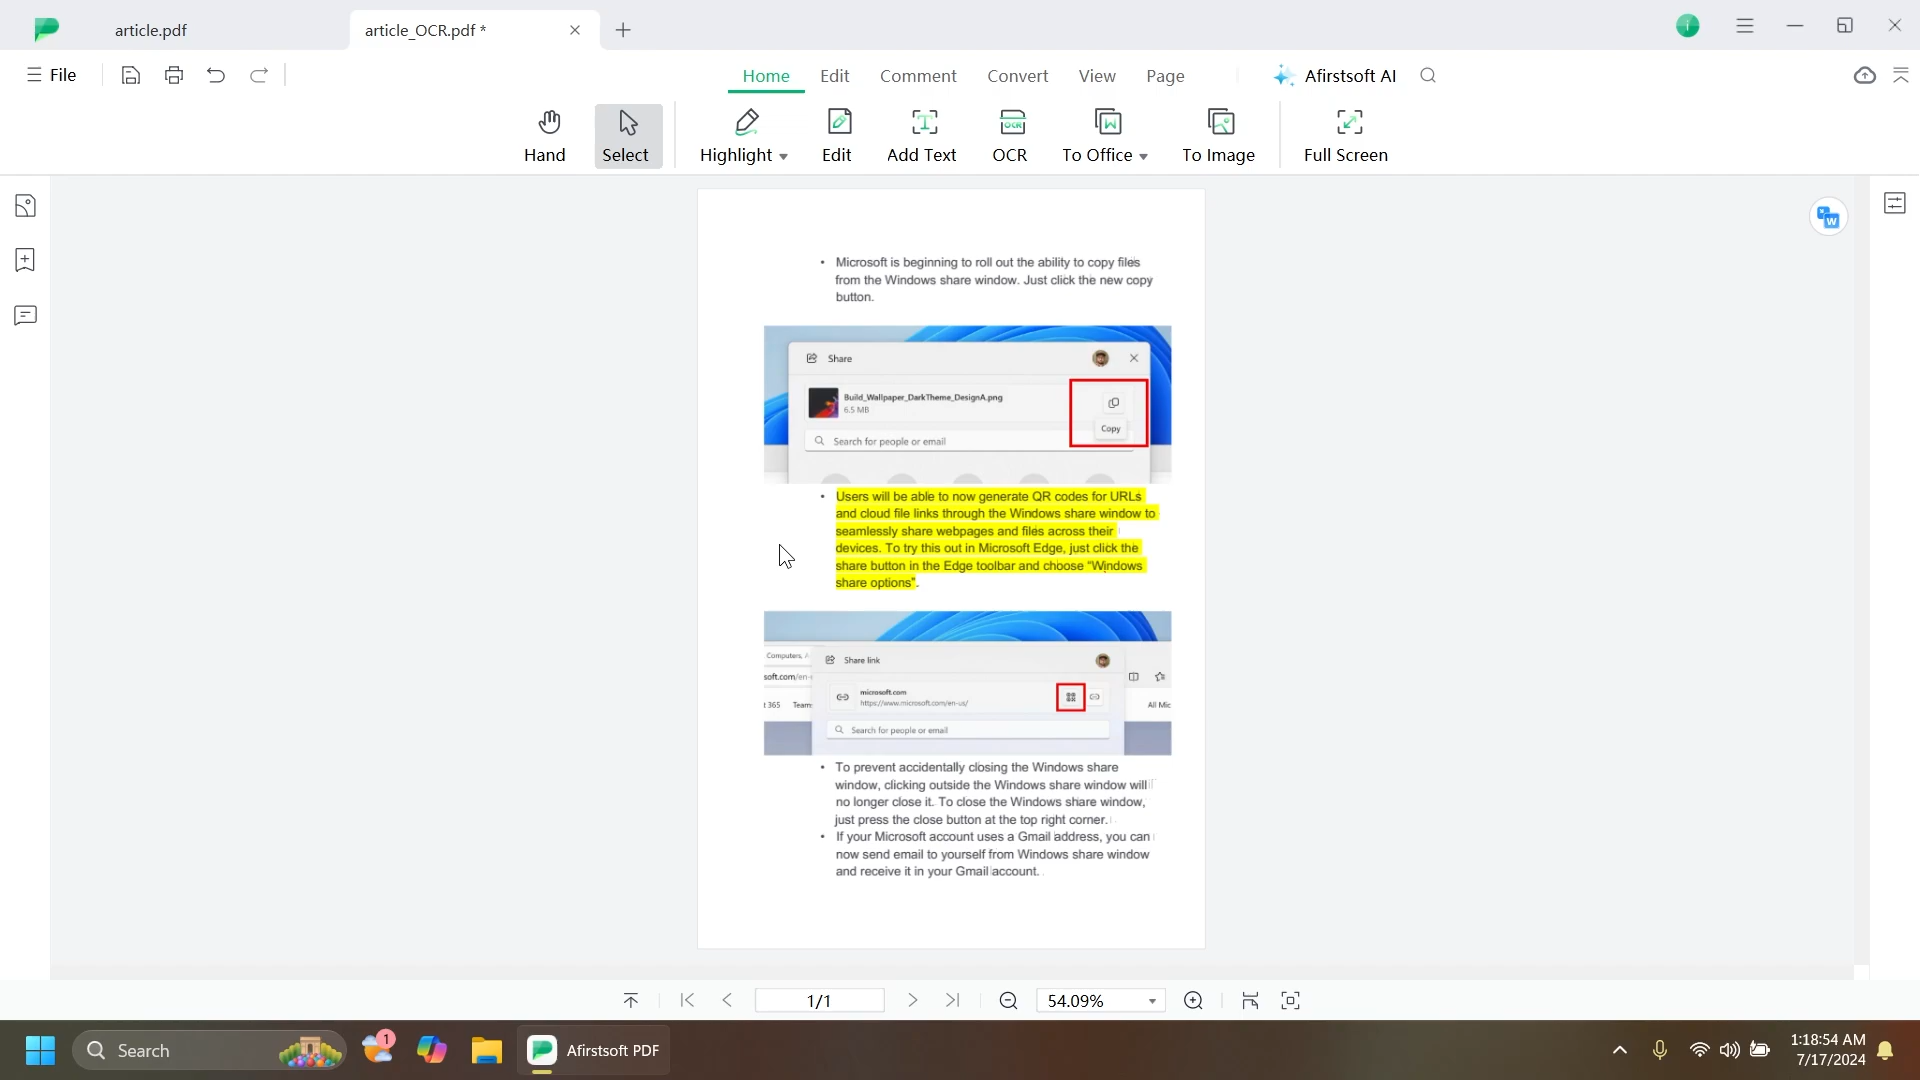 article.pdf
article_OCR.pdf *
File
Home
Edit
Comment
Convert
View
Page
Afirstsoft AI
Hand
Select
Highlight
Edit
Add Text
OCR
To Office
To Image
Full Screen
• Microsoft is beginning to roll out the ability to copy files
from the Windows share window. Just click the new copy
button.
Share
Build_Wallpaper_DarkTheme_DesignA.png
6.5 MB
Copy
Search for people or email
• Users will be able to now generate QR codes for URLs
and cloud file links through the Windows share window to
seamlessly share webpages and files across their
devices. To try this out in Microsoft Edge, just click the
share button in the Edge toolbar and choose “Windows
share options”.
Computers, A
Share link
soft.com/en-
microsoft.com
https://www.microsoft.com/en-us/
365 Team
All Mic
Search for people or email
• To prevent accidentally closing the Windows share
window, clicking outside the Windows share window will
no longer close it. To close the Windows share window,
just press the close button at the top right corner.
• If your Microsoft account uses a Gmail address, you can
now send email to yourself from Windows share window
and receive it in your Gmail account.
1/1
54.09%
Search
1
Afirstsoft PDF
1:18:54 AM
7/17/2024